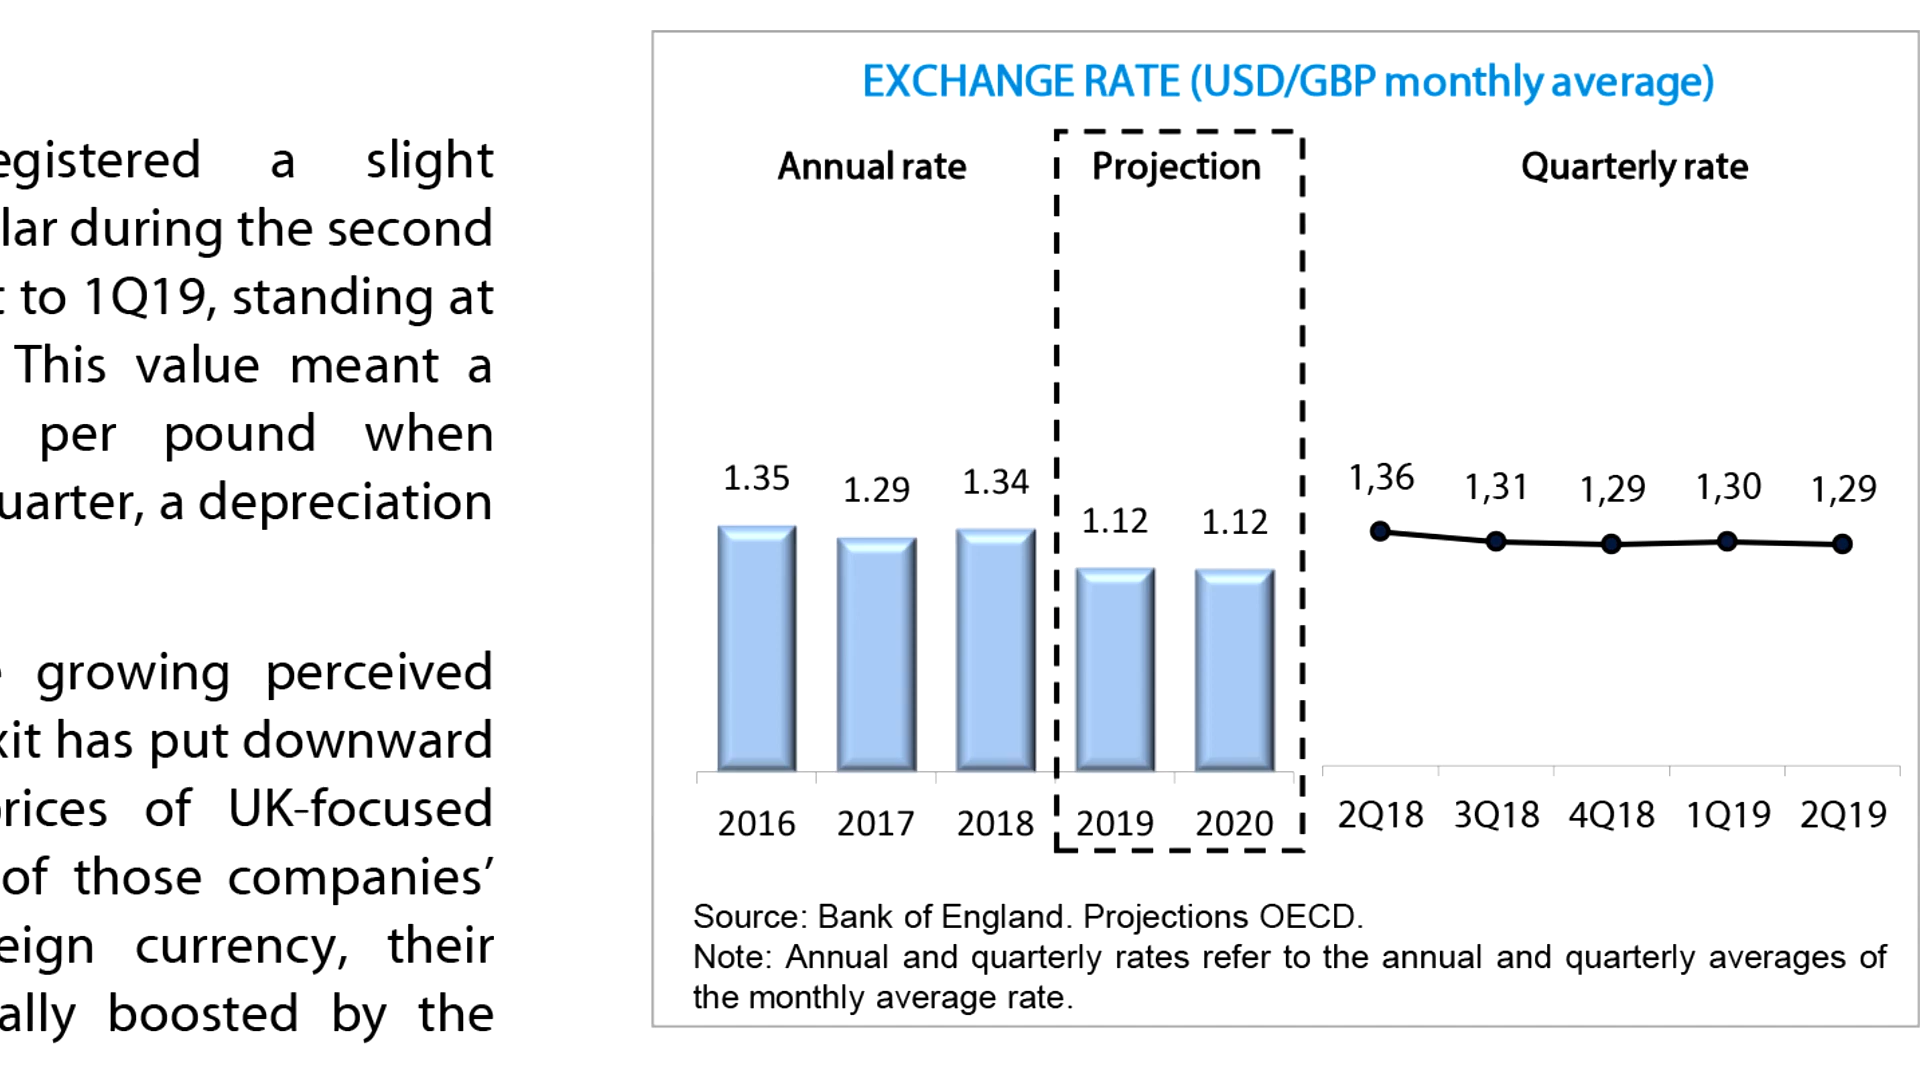 egistered a slight
lar during the second
to 1Q19, standing at
This value meant a
per pound when
uarter, a depreciation
growing perceived
xit has put downward
rices of UK-focused
of those companies’
eign currency, their
ally boosted by the
EXCHANGE RATE (USD/GBP monthly average)
Annual rate Projection Quarterly rate
1.35 1.29 1.34 1.12 1.12 1,36 1,31 1,29 1,30 1,29
2016 2017 2018 2019 2020 2Q18 3Q18 4Q18 1Q19 2Q19
Source: Bank of England. Projections OECD.
Note: Annual and quarterly rates refer to the annual and quarterly averages of
the monthly average rate.